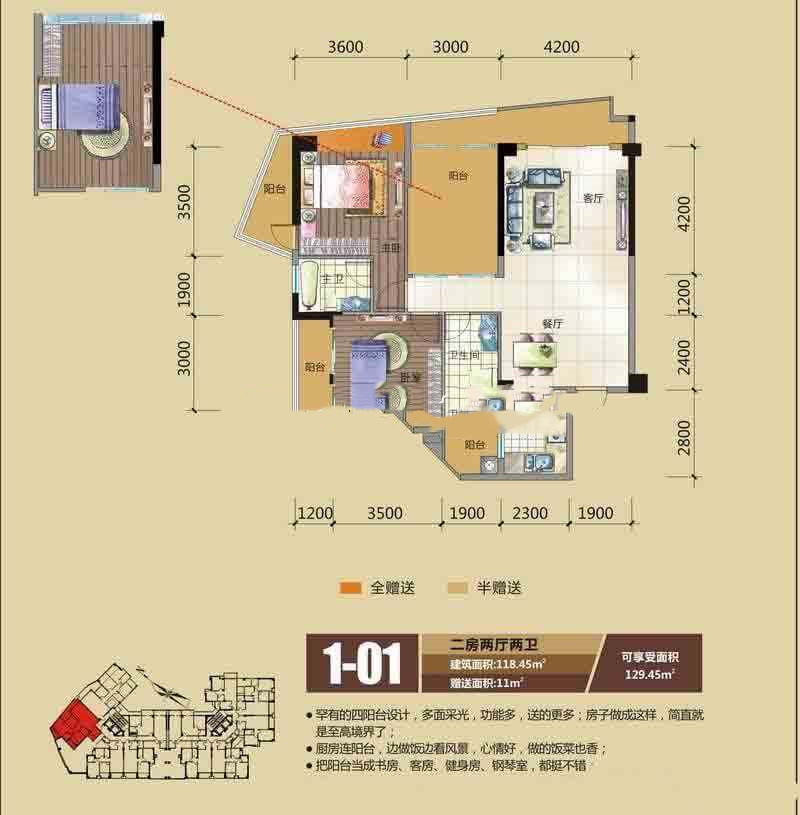 3600 3000 4200
3500
1900
3000
4200
1200
2400
2800
阳台
阳台
客厅
主卧
主卫
餐厅
阳台
卧室
卫生间
阳台
1200 3500 1900 2300 1900
全赠送 半赠送
1-01
二房两厅两卫
建筑面积:118.45m²
赠送面积:11m²
可享受面积
129.45m²
● 罕有的四阳台设计，多面采光，功能多，送的更多；房子做成这样，简直就
是至高境界了；
● 厨房连阳台，边做饭边看风景，心情好，做的饭菜也香；
● 把阳台当成书房、客房、健身房、钢琴室，都挺不错